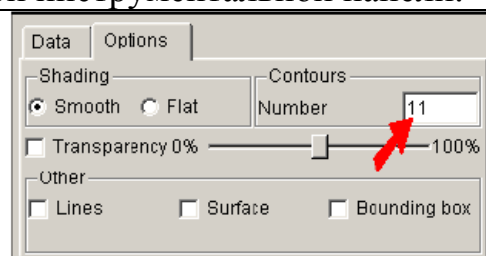 Data Options
Shading Contours
Smooth Flat Number 11
Transparency 0% 100%
Other
Lines Surface Bounding box